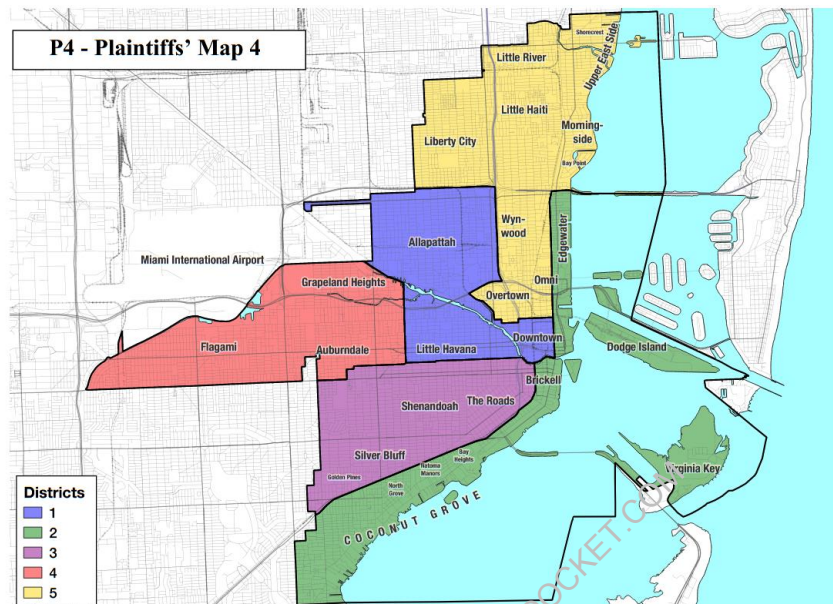 P4 - Plaintiffs' Map 4
Shorecrest
Upper East Side
Little River
Little Haiti
Liberty City
Morning-
side
Bay Point
Wyn-
wood
Edgewater
Allapattah
Miami International Airport
Grapeland Heights
Omni
Overtown
Flagami
Auburndale
Little Havana
Downtown
Dodge Island
Brickell
Shenandoah
The Roads
Silver Bluff
Bay
Heights
Natoma
Manors
Golden Pines
North
Grove
Virginia Key
COCONUT GROVE
Districts
1
2
3
4
5
OCKET.COM